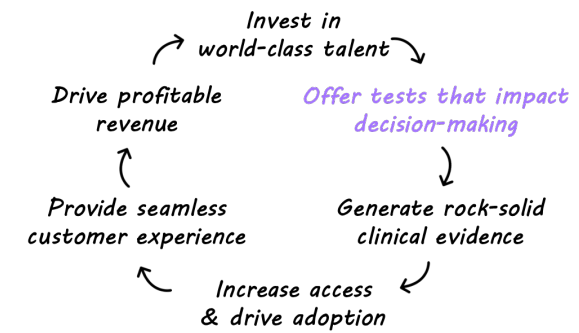 Invest in
world-class talent
Offer tests that impact
decision-making
Generate rock-solid
clinical evidence
Increase access
& drive adoption
Provide seamless
customer experience
Drive profitable
revenue